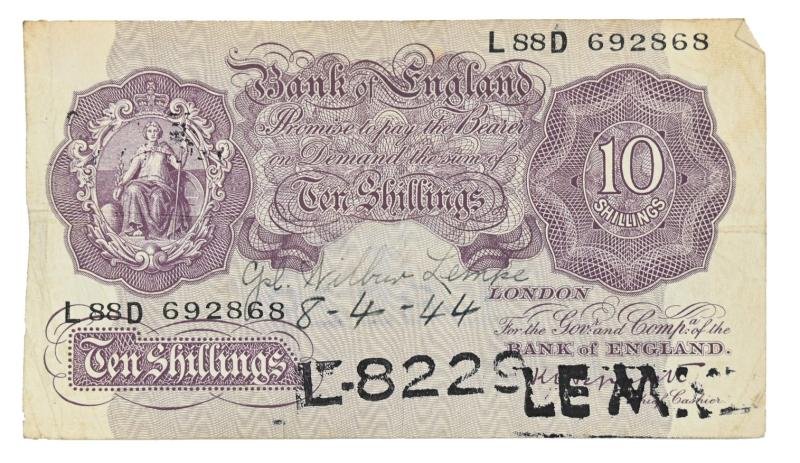 L88D 692868
Bank of England
Promise to pay the Bearer
on Demand the sum of
Ten Shillings
10
SHILLINGS
Cpl. Wilbur Lempe
8-4-44
LONDON
For the Govr. and Compa. of the
BANK of ENGLAND.
L88D 692868
Ten Shillings
L-8229
Chief Cashier.